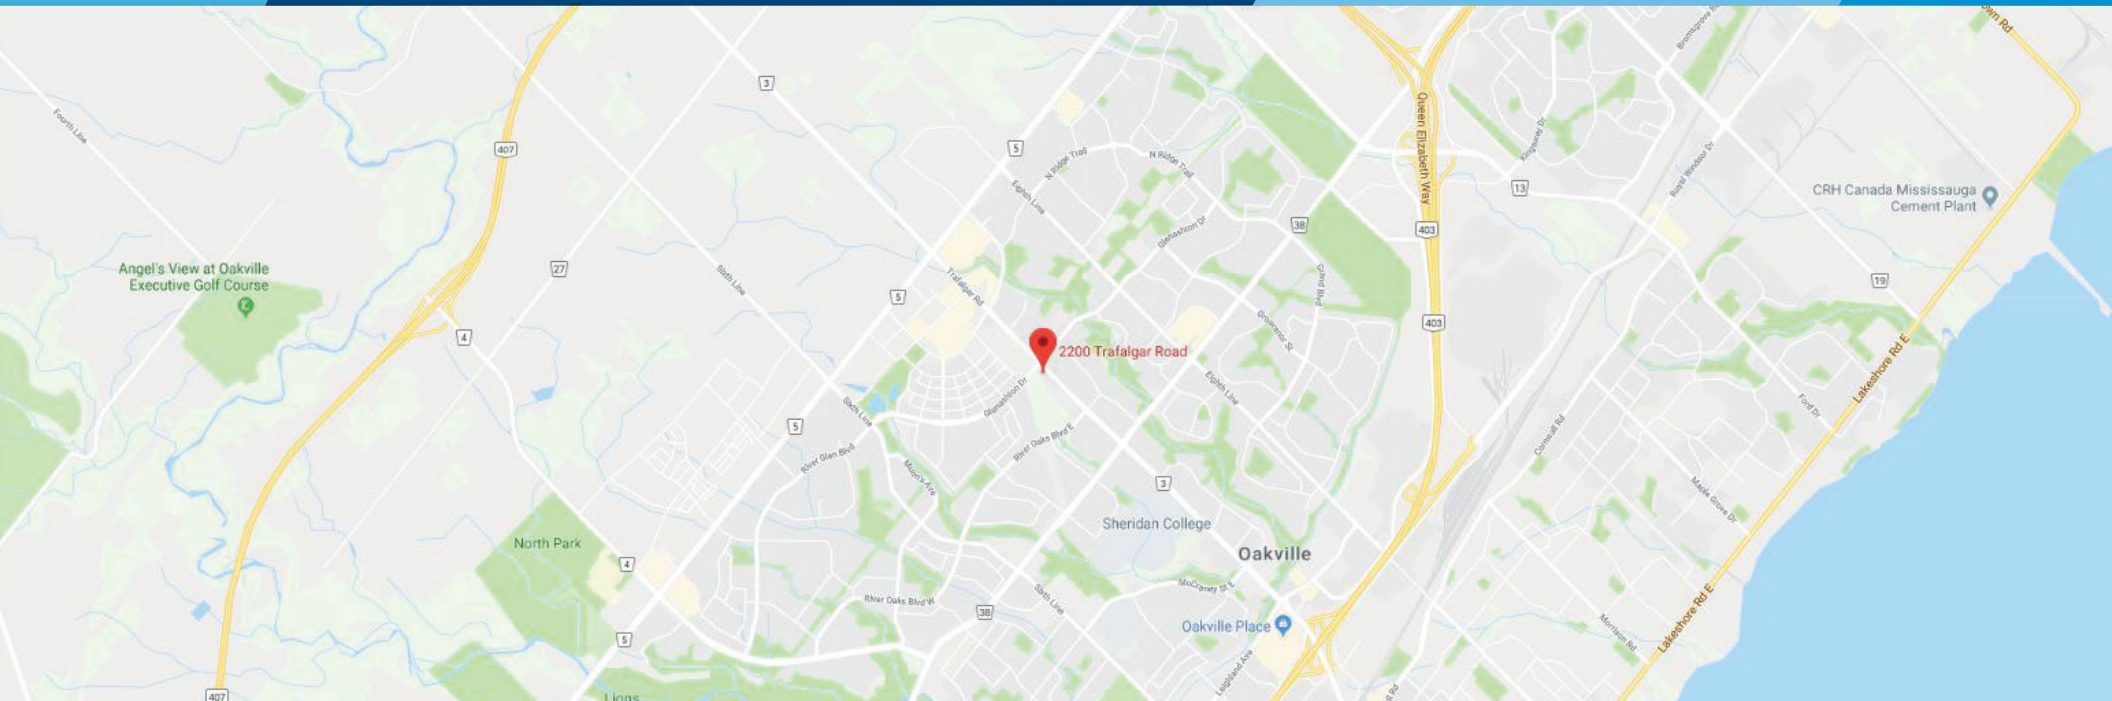 own Rd
Bromsgrove R
3
Fourth Line
Queen Elizabeth Way
407
5
N Ridge Trail
N Ridge Trail
Kingsway Dr
Royal Windsor Dr
Eighth Line
13
CRH Canada Mississauga
Cement Plant
38
Glenashton Dr
403
Angel's View at Oakville
Executive Golf Course
27
Sixth Line
Trafalgar Rd
Grand Blvd
19
5
403
4
Grosvenor St
2200 Trafalgar Road
Lakeshore Rd E
Eighth Line
Glenashton Dr
Sixth Line
Ford Dr
5
River Oaks Blvd E
Cornwall Rd
River Glen Blvd
Munn's Ave
3
Maple Grove Dr
Sheridan College
North Park
Oakville
4
McCraney St E
River Oaks Blvd W
Sixth Line
38
Oakville Place
Lakeshore Rd E
Morrison Rd
5
Leighland Ave
407
Lions
Rd